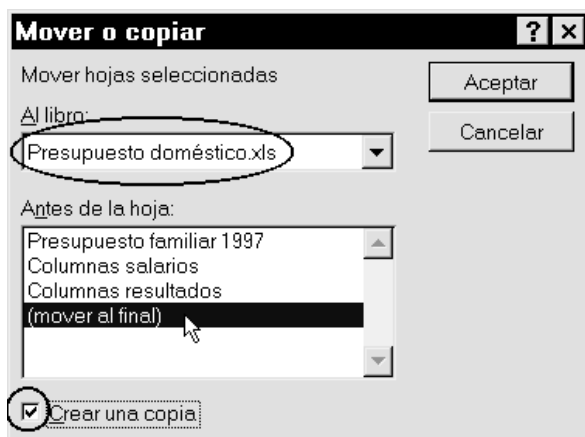 Mover o copiar
Mover hojas seleccionadas
Aceptar
Al libro:
Cancelar
Presupuesto doméstico.xls
Antes de la hoja:
Presupuesto familiar 1997
Columnas salarios
Columnas resultados
(mover al final)
Crear una copia